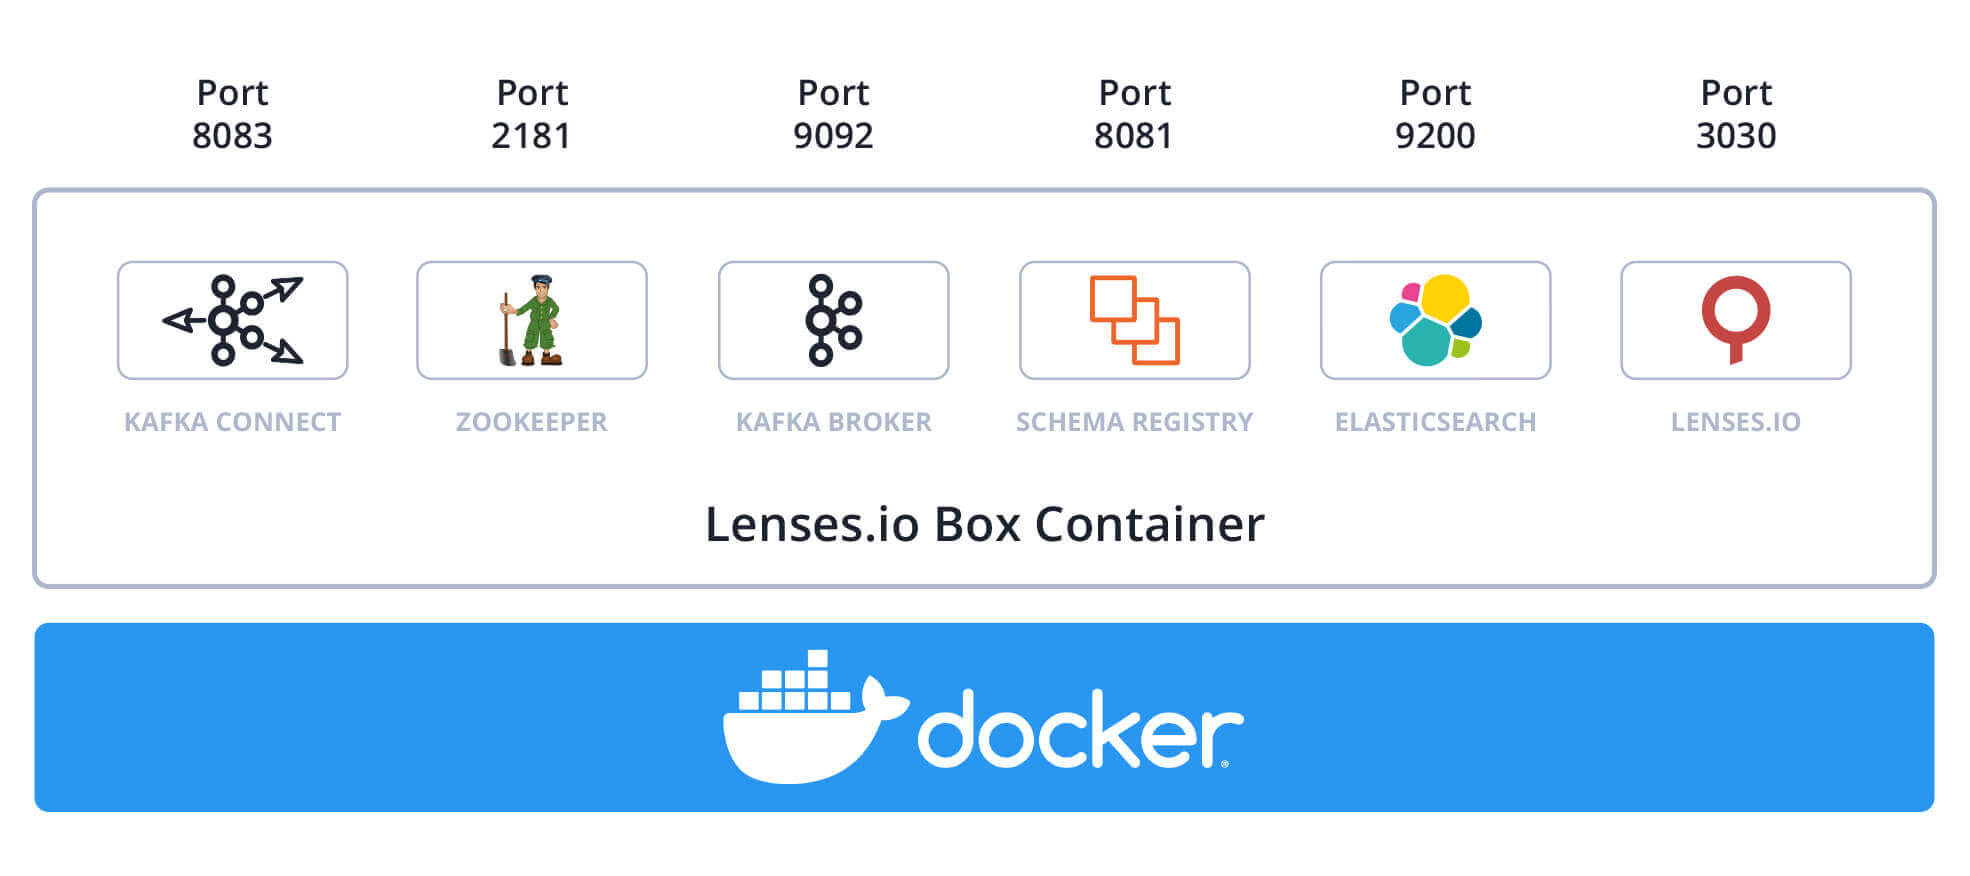 Port Port Port Port Port Port
8083 2181 9092 8081 9200 3030
KAFKA CONNECT ZOOKEEPER KAFKA BROKER SCHEMA REGISTRY ELASTICSEARCH LENSES.IO
Lenses.io Box Container
docker®